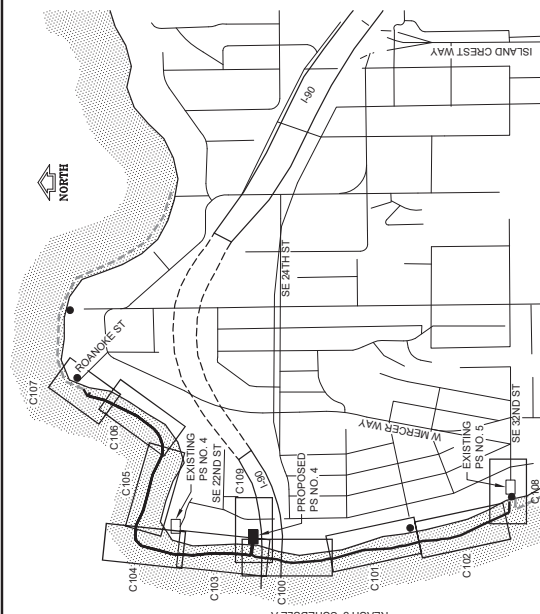 NORTH
ISLAND CREST WAY
I-90
C107
ROANOKE ST
SE 24TH ST
C106
C105
EXISTING
PS NO. 4
SE 22ND ST
C109
I-90
W MERCER WAY
SE 32ND ST
C104
C103
PROPOSED
PS NO. 4
EXISTING
PS NO. 5
C108
C100
C101
C102